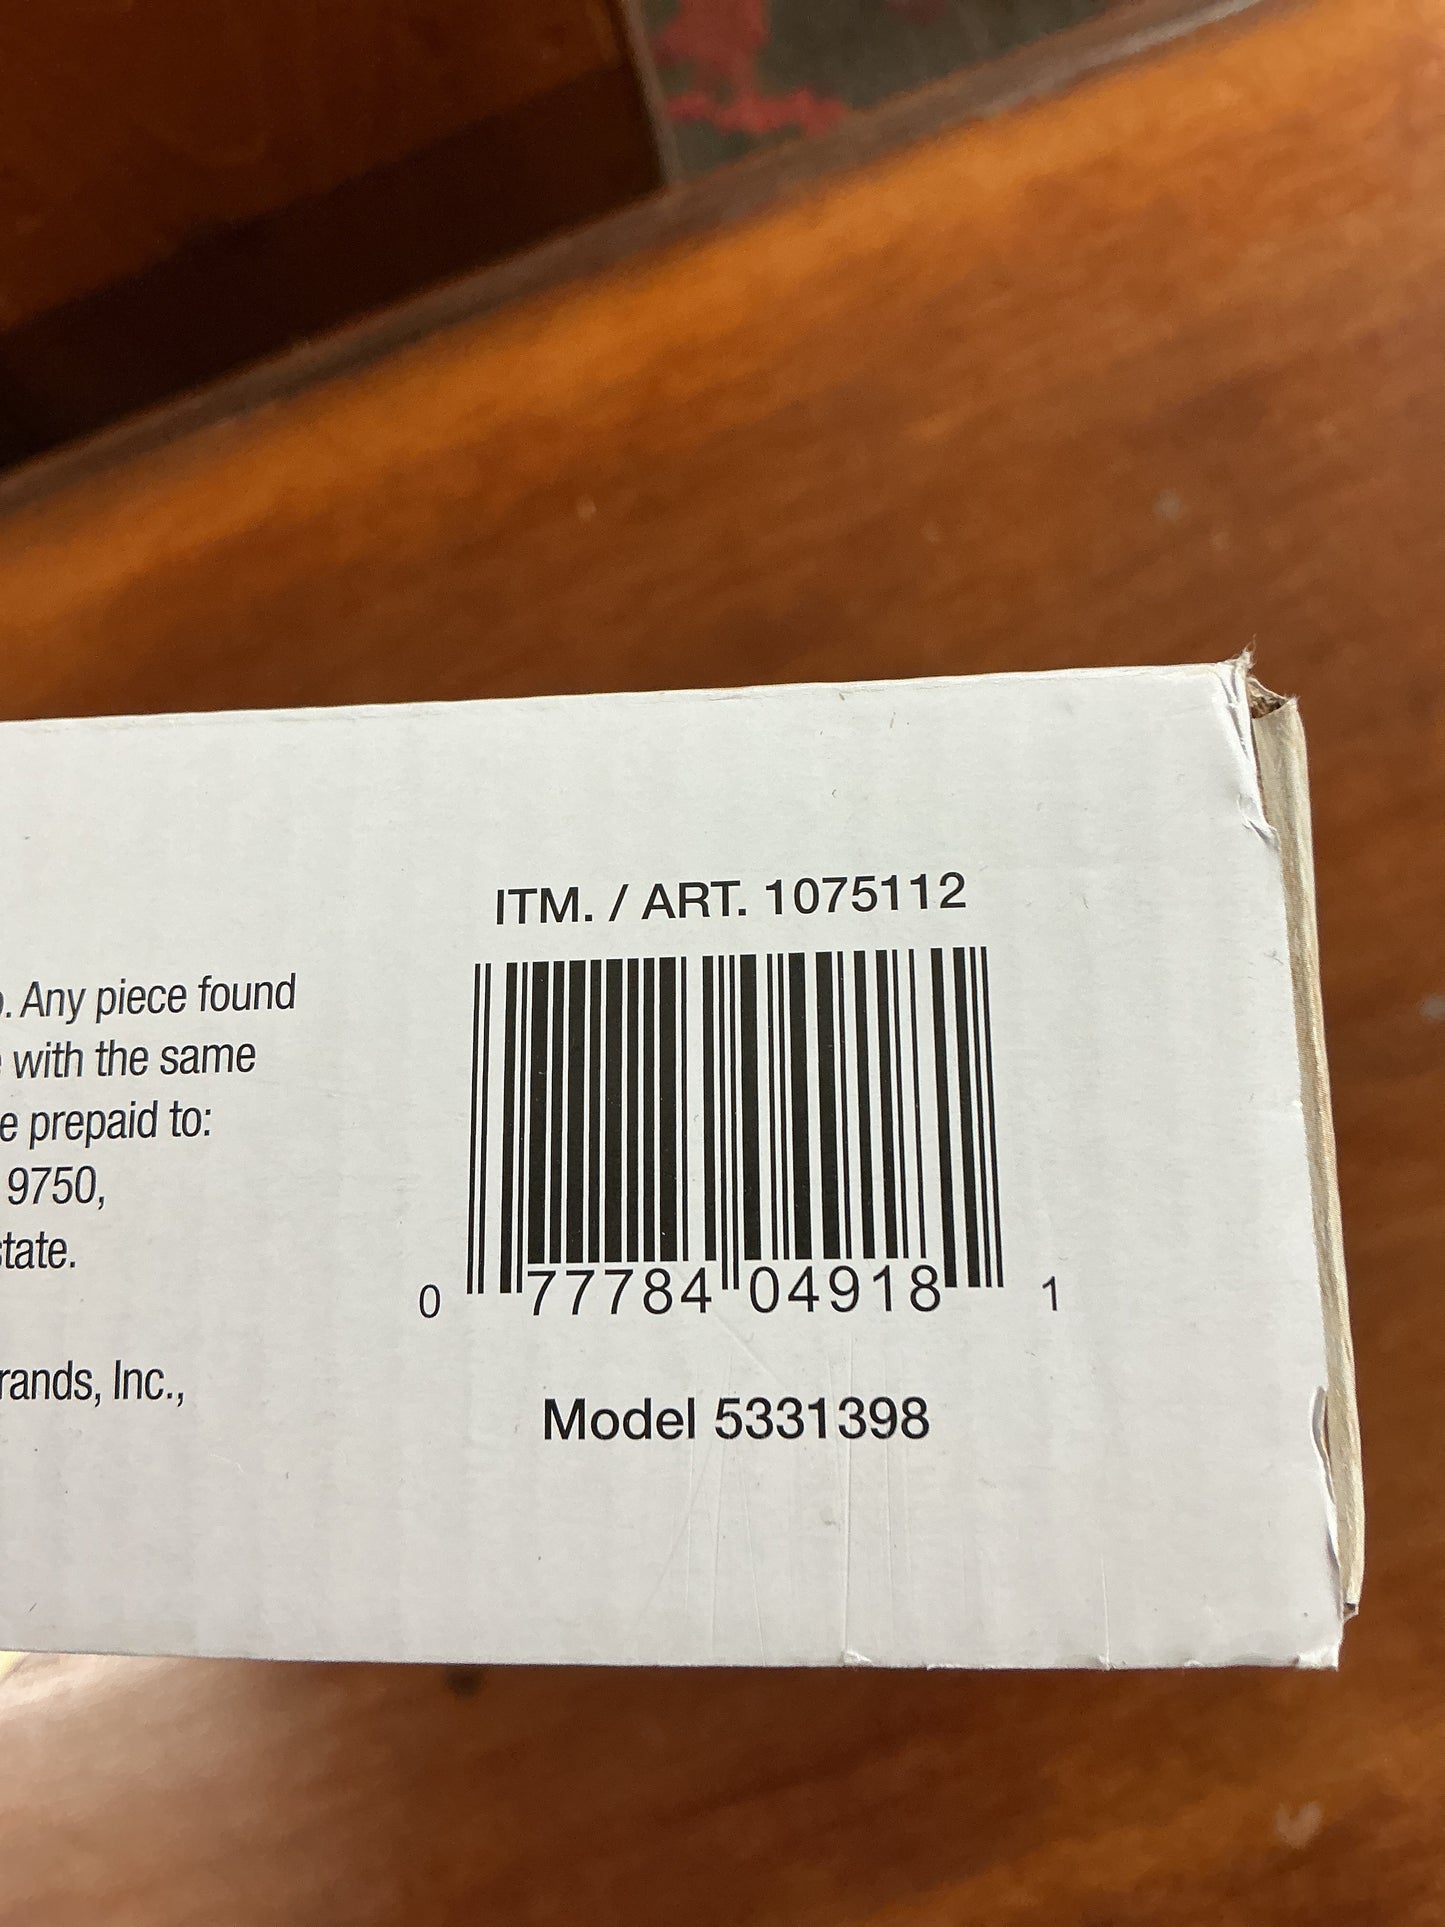 ITM. / ART. 1075112
. Any piece found
with the same
prepaid to:
9750,
state.
Inc.,
0 77784 04918 1
Model 5331398